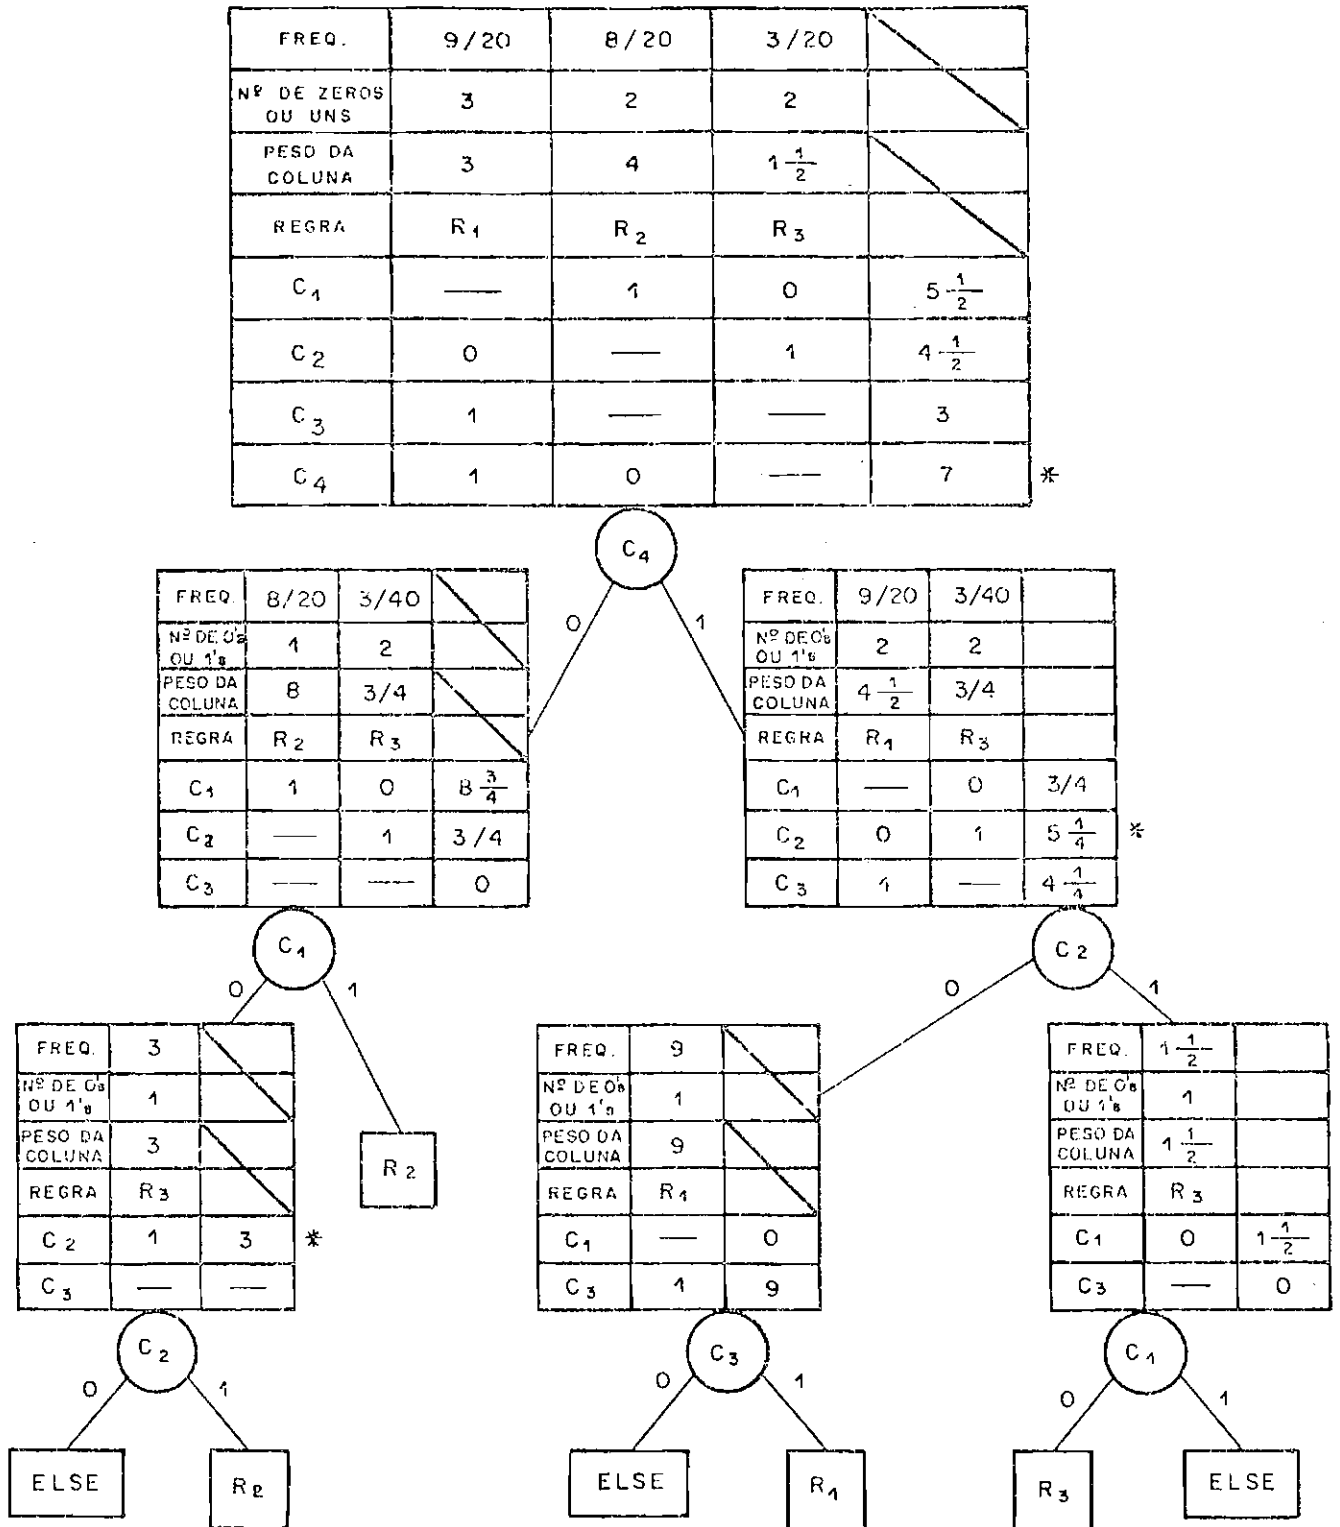 FREQ. 9/20 8/20 3/20
Nº DE ZEROS OU UNS 3 2 2
PESO DA COLUNA 3 4 1 1/2
REGRA R1 R2 R3
C1 — 1 0 5 1/2
C2 0 — 1 4 1/2
C3 1 — — 3
C4 1 0 — 7 *
C4
0 1
FREQ. 8/20 3/40
Nº DE 0's OU 1's 1 2
PESO DA COLUNA 8 3/4
REGRA R2 R3
C1 1 0 8 3/4
C2 — 1 3/4
C3 — — 0
FREQ. 9/20 3/40
Nº DE 0's OU 1's 2 2
PESO DA COLUNA 4 1/2 3/4
REGRA R1 R3
C1 — 0 3/4
C2 0 1 5 1/4 *
C3 1 — 4 1/4
C1
0 1
C2
0 1
FREQ. 3
Nº DE 0's OU 1's 1
PESO DA COLUNA 3
REGRA R3
C2 1 3 *
C3 — —
R2
FREQ. 9
Nº DE 0's OU 1's 1
PESO DA COLUNA 9
REGRA R1
C1 — 0
C3 1 9
FREQ. 1 1/2
Nº DE 0's OU 1's 1
PESO DA COLUNA 1 1/2
REGRA R3
C1 0 1 1/2
C3 — 0
C2
0 1
C3
0 1
C1
0 1
ELSE
R2
ELSE
R1
R3
ELSE